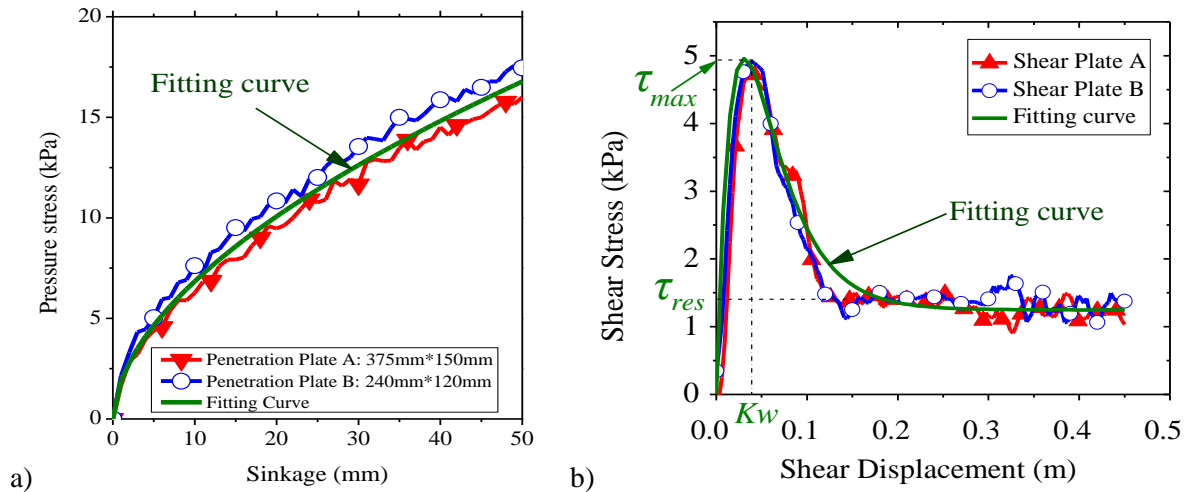 20
15
10
5
0
Pressure stress (kPa)
Fitting curve
Penetration Plate A: 375mm*150mm
Penetration Plate B: 240mm*120mm
Fitting Curve
0 10 20 30 40 50
Sinkage (mm)
a)
5
4
3
2
1
0
Shear Stress (kPa)
τmax
τres
Shear Plate A
Shear Plate B
Fitting curve
Fitting curve
Kw
0.0 0.1 0.2 0.3 0.4 0.5
Shear Displacement (m)
b)